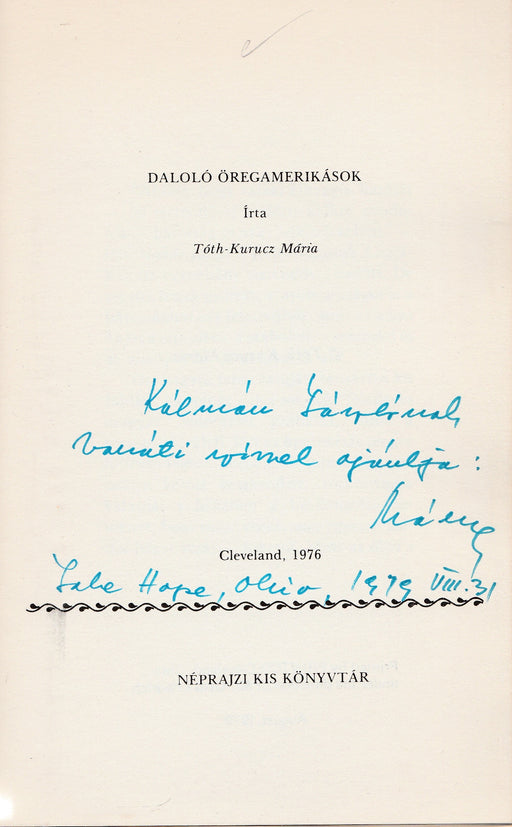 DALOLÓ ÖREGAMERIKÁSOK
Írta
Tóth-Kurucz Mária
Kálmán Lászlónak
baráti szívvel ajánlja :
Mária
Cleveland, 1976
Lake Hope, Ohio, 1979 VIII. 31
NÉPRAJZI KIS KÖNYVTÁR